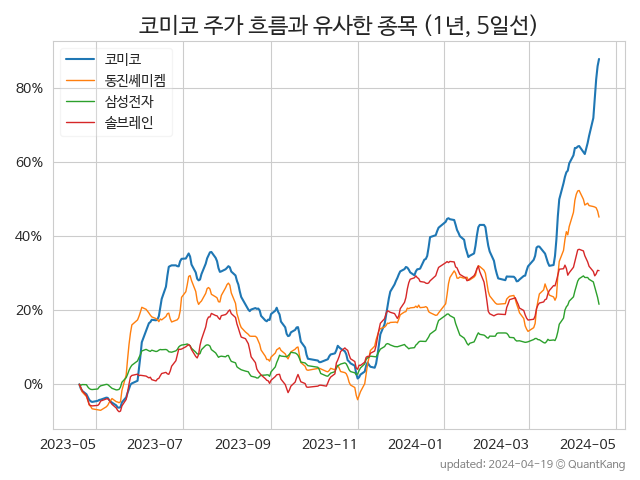 코미코 주가 흐름과 유사한 종목 (1년, 5일선)
코미코
동진쎄미켐
삼성전자
솔브레인
80%
60%
40%
20%
0%
2023-05 2023-07 2023-09 2023-11 2024-01 2024-03 2024-05
updated: 2024-04-19 © QuantKang